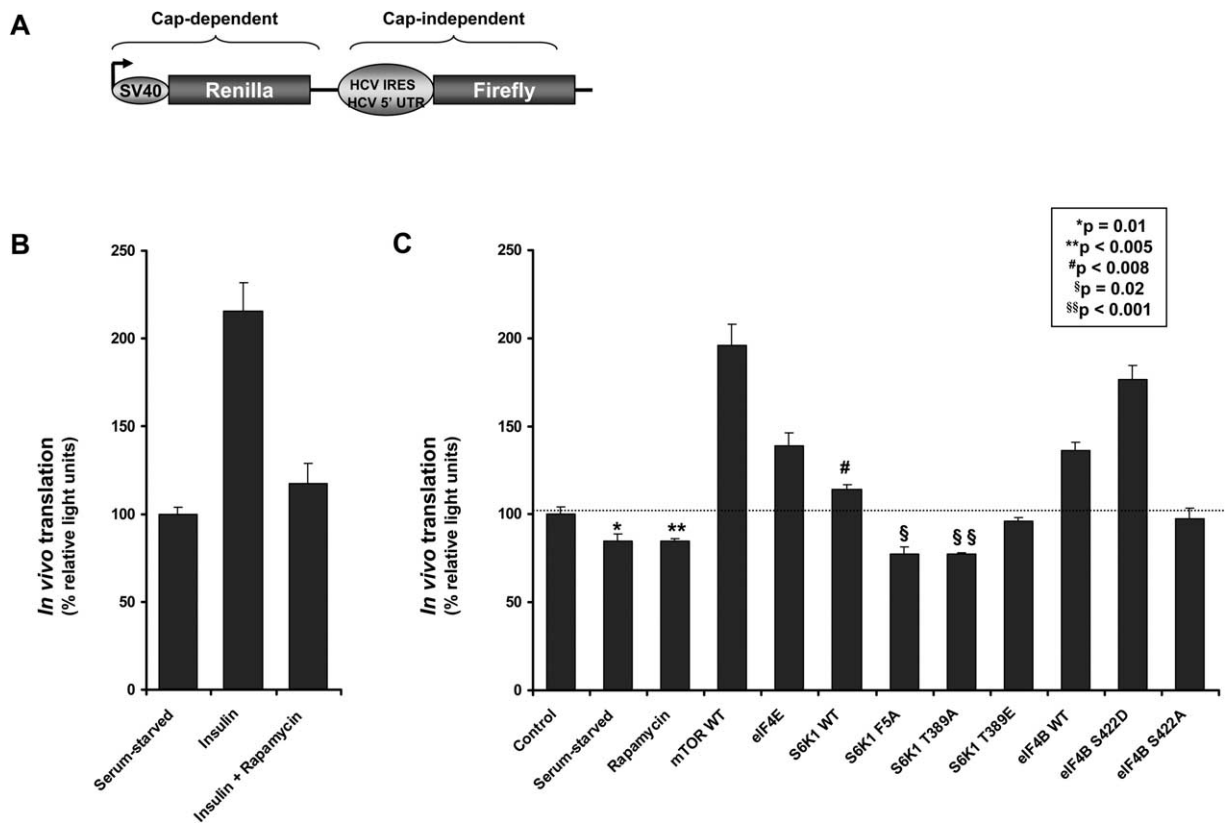 A
Cap-dependent
Cap-independent
SV40
Renilla
HCV IRES
HCV 5' UTR
Firefly
B
In vivo translation
(% relative light units)
250
200
150
100
50
0
Serum-starved
Insulin
Insulin + Rapamycin
C
In vivo translation
(% relative light units)
250
200
150
100
50
0
*
**
#
§
§ §
*p = 0.01
**p < 0.005
#p < 0.008
§p = 0.02
§§p < 0.001
Control
Serum-starved
Rapamycin
mTOR WT
eIF4E
S6K1 WT
S6K1 F5A
S6K1 T389A
S6K1 T389E
eIF4B WT
eIF4B S422D
eIF4B S422A